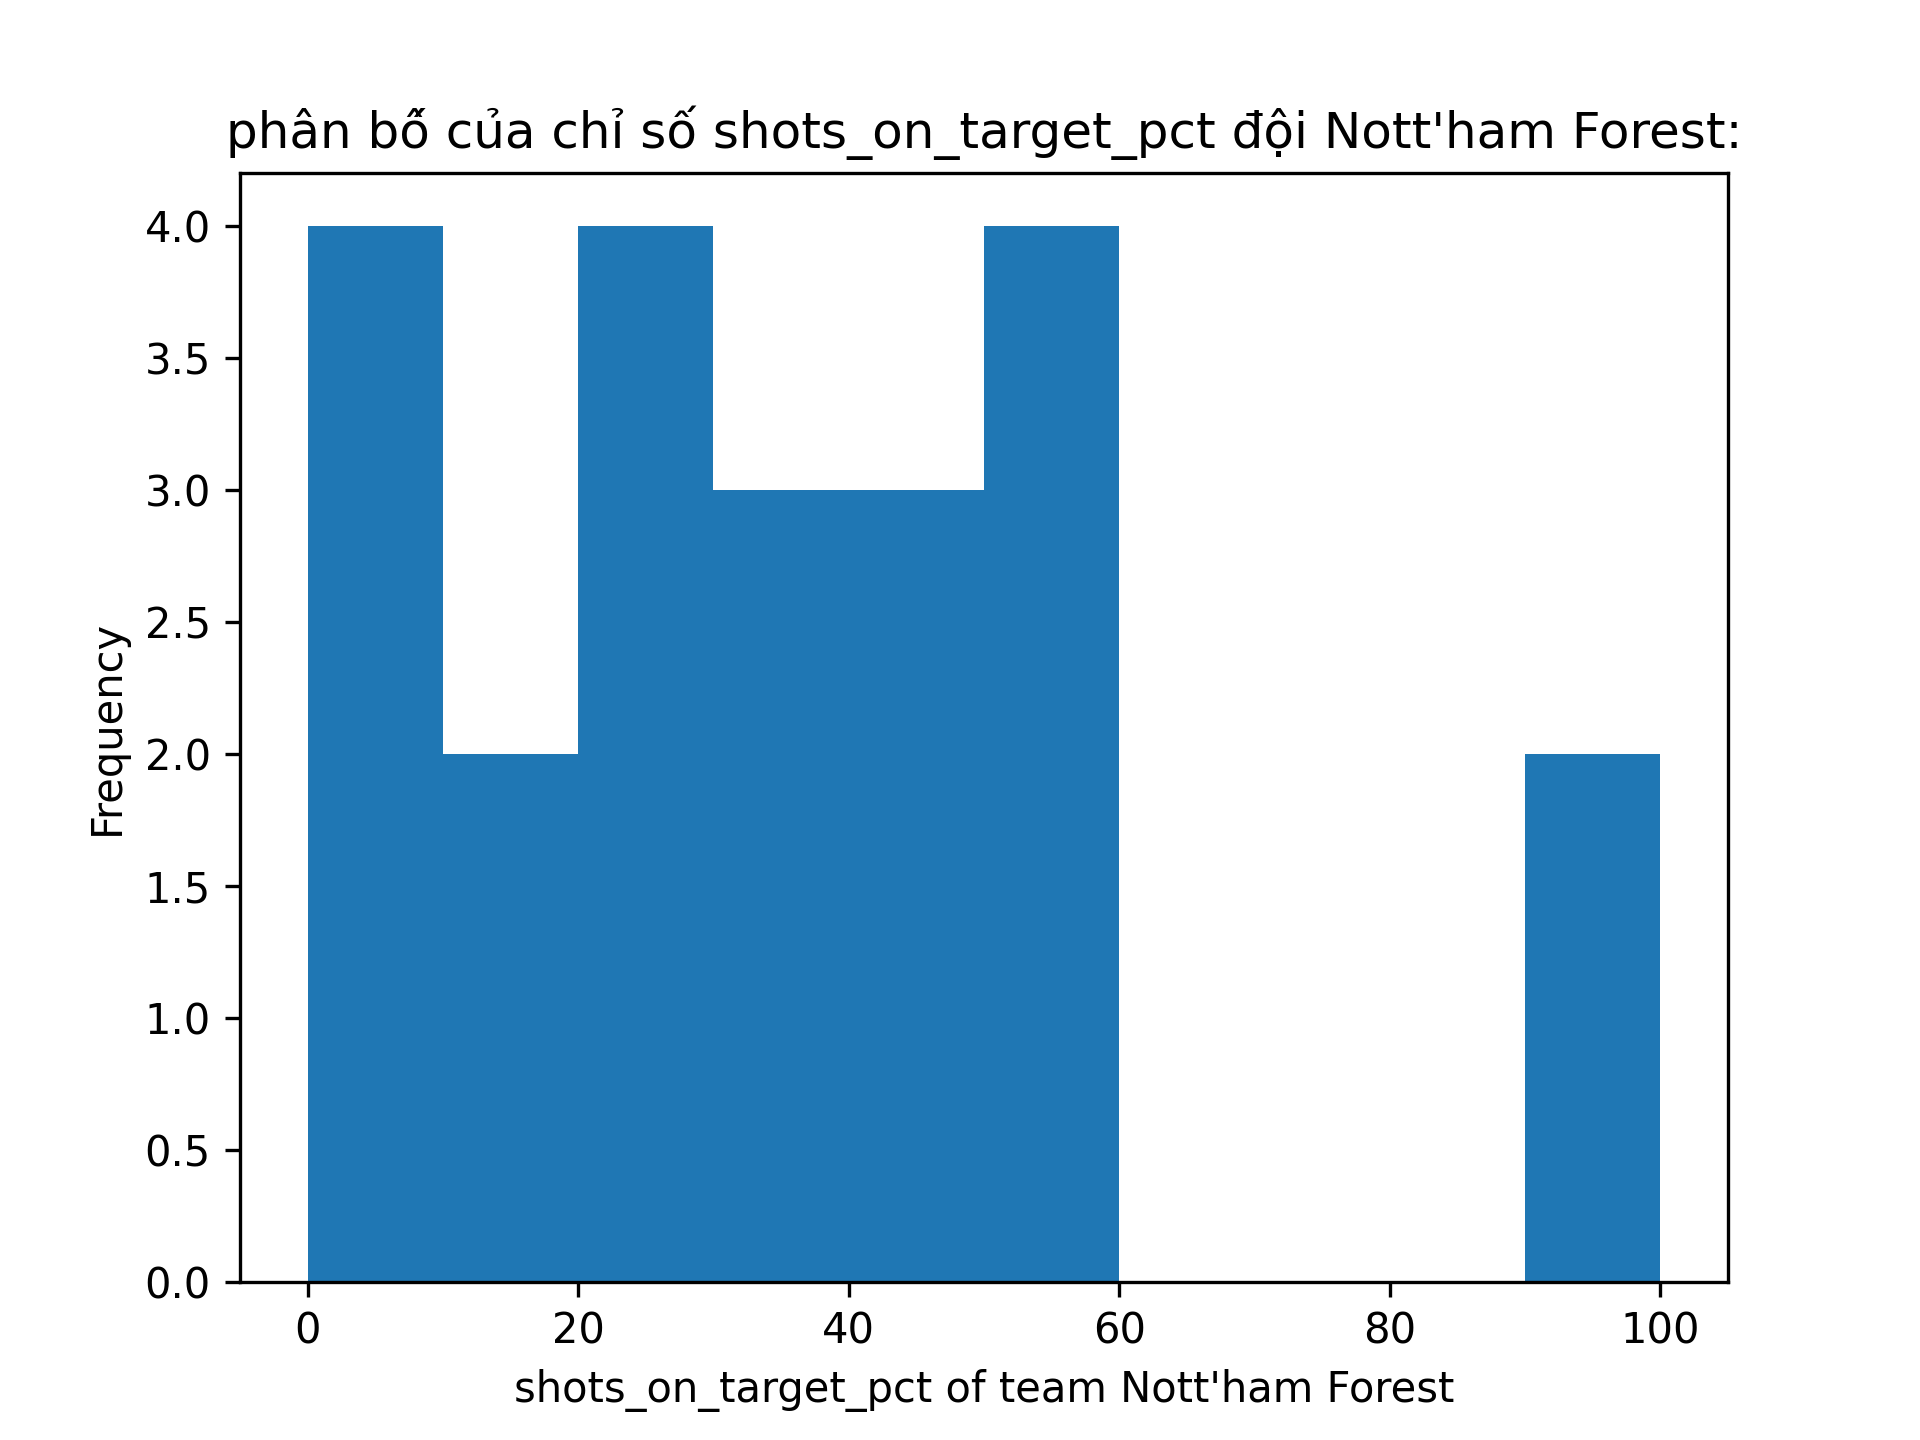 phân bố của chỉ số shots_on_target_pct đội Nott'ham Forest:
4.0
3.5
3.0
2.5
2.0
1.5
1.0
0.5
0.0
Frequency
0 20 40 60 80 100
shots_on_target_pct of team Nott'ham Forest